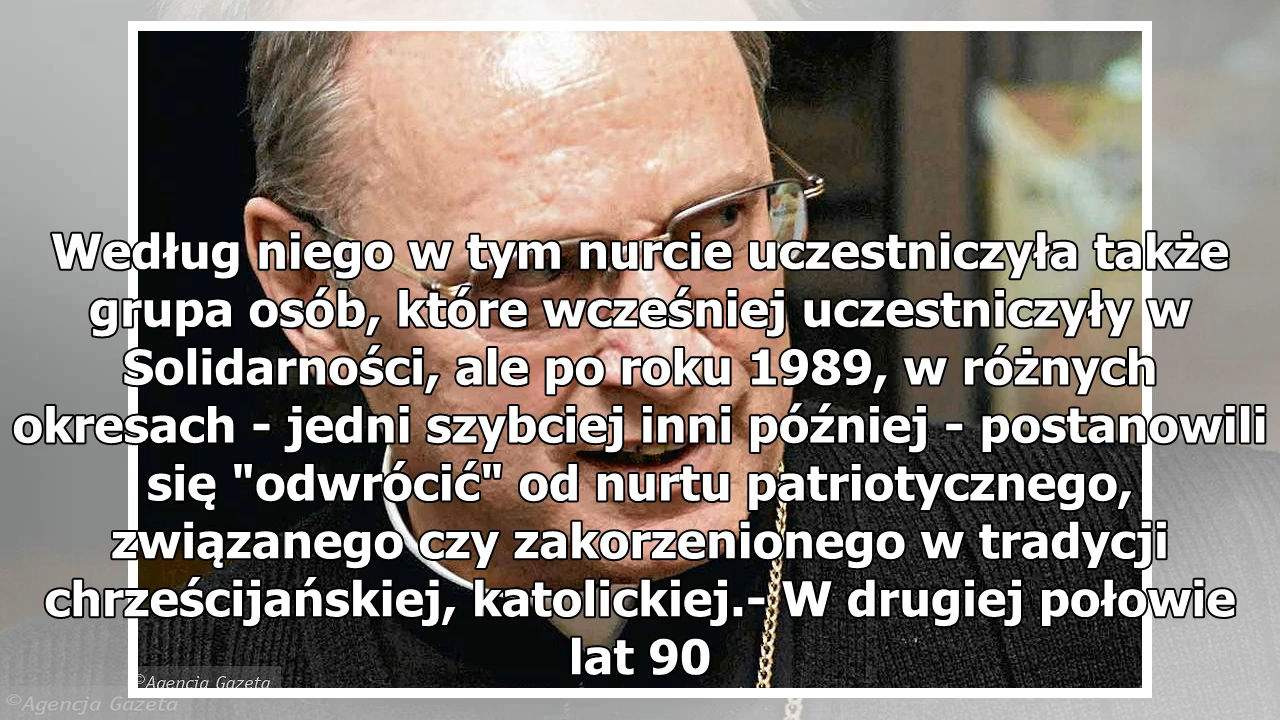 Według niego w tym nurcie uczestniczyła także
grupa osób, które wcześniej uczestniczyły w
Solidarności, ale po roku 1989, w różnych
okresach - jedni szybciej inni później - postanowili
się "odwrócić" od nurtu patriotycznego,
związanego czy zakorzenionego w tradycji
chrześcijańskiej, katolickiej.- W drugiej połowie
lat 90
©Agencja Gazeta
©Agencja Gazeta